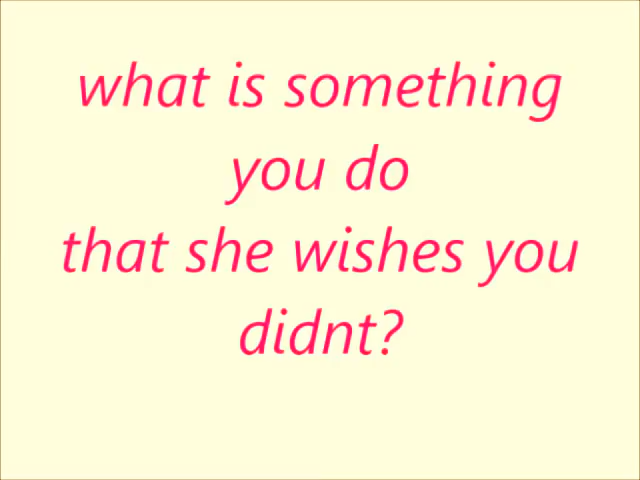 what is something
you do
that she wishes you
didnt?